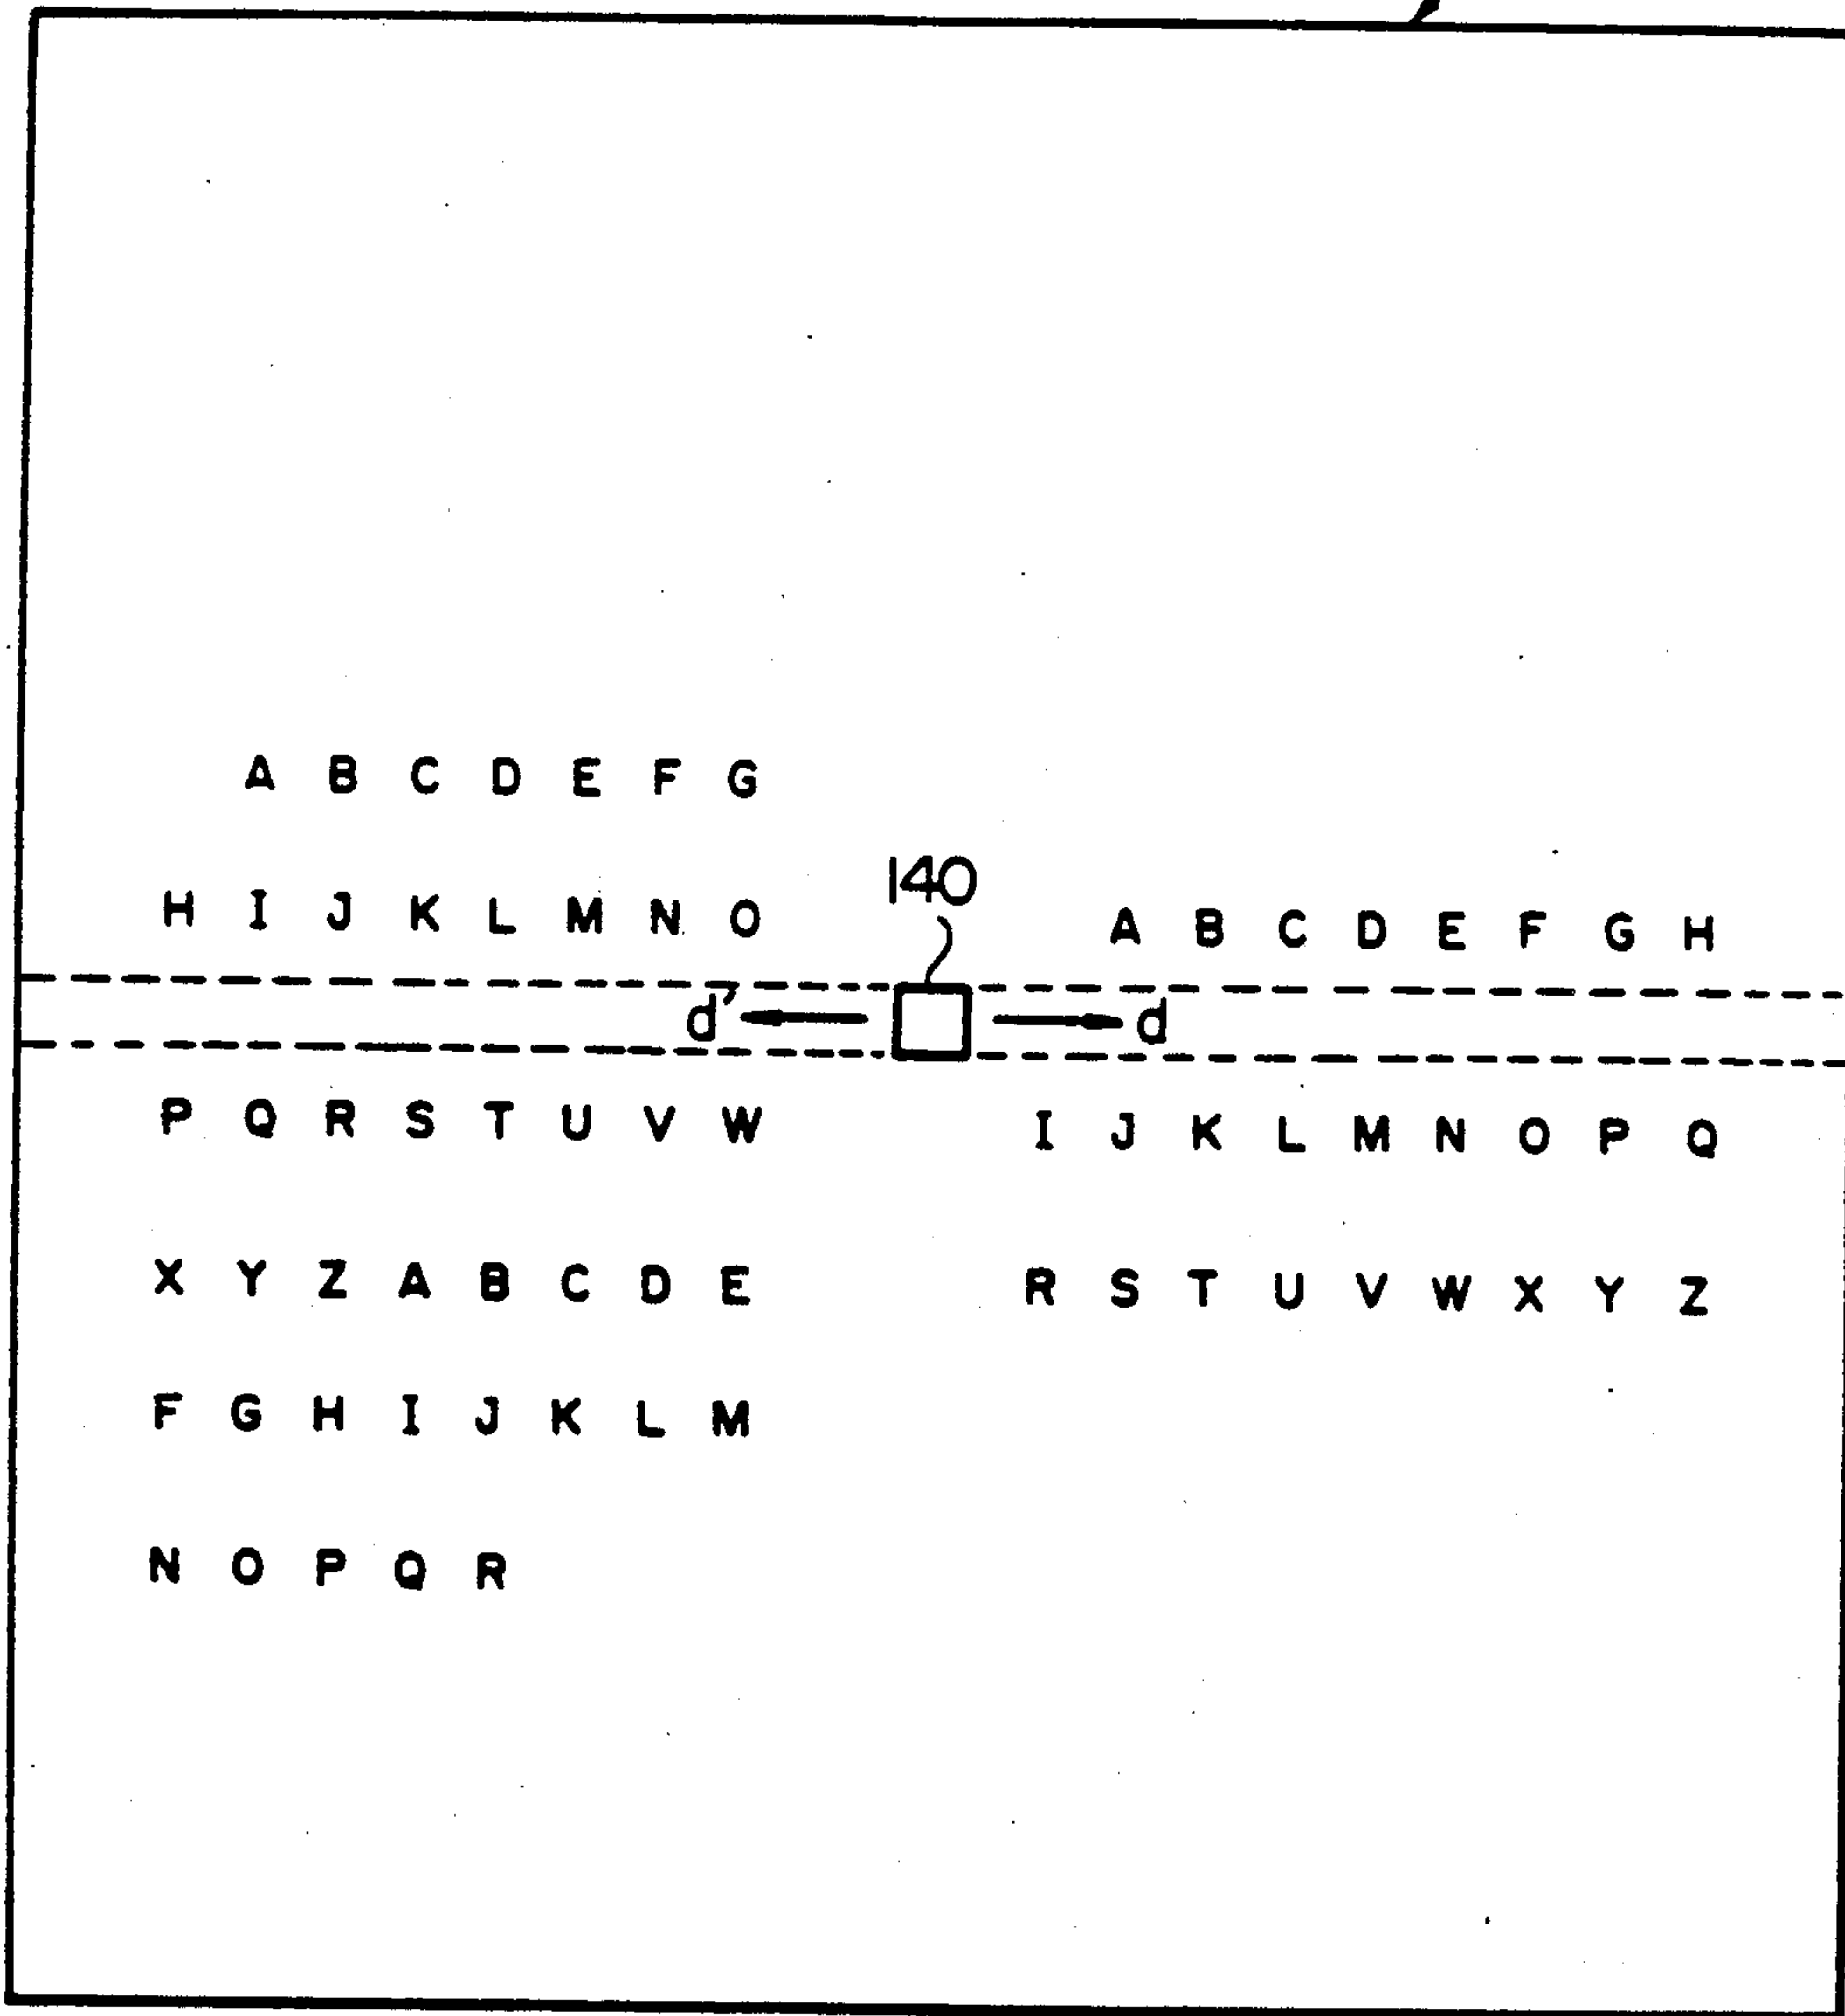 A B C D E F G
H I J K L M N O
P Q R S T U V W
X Y Z A B C D E
F G H I J K L M
N O P Q R
140
d' d
A B C D E F G H
I J K L M N O P Q
R S T U V W X Y Z